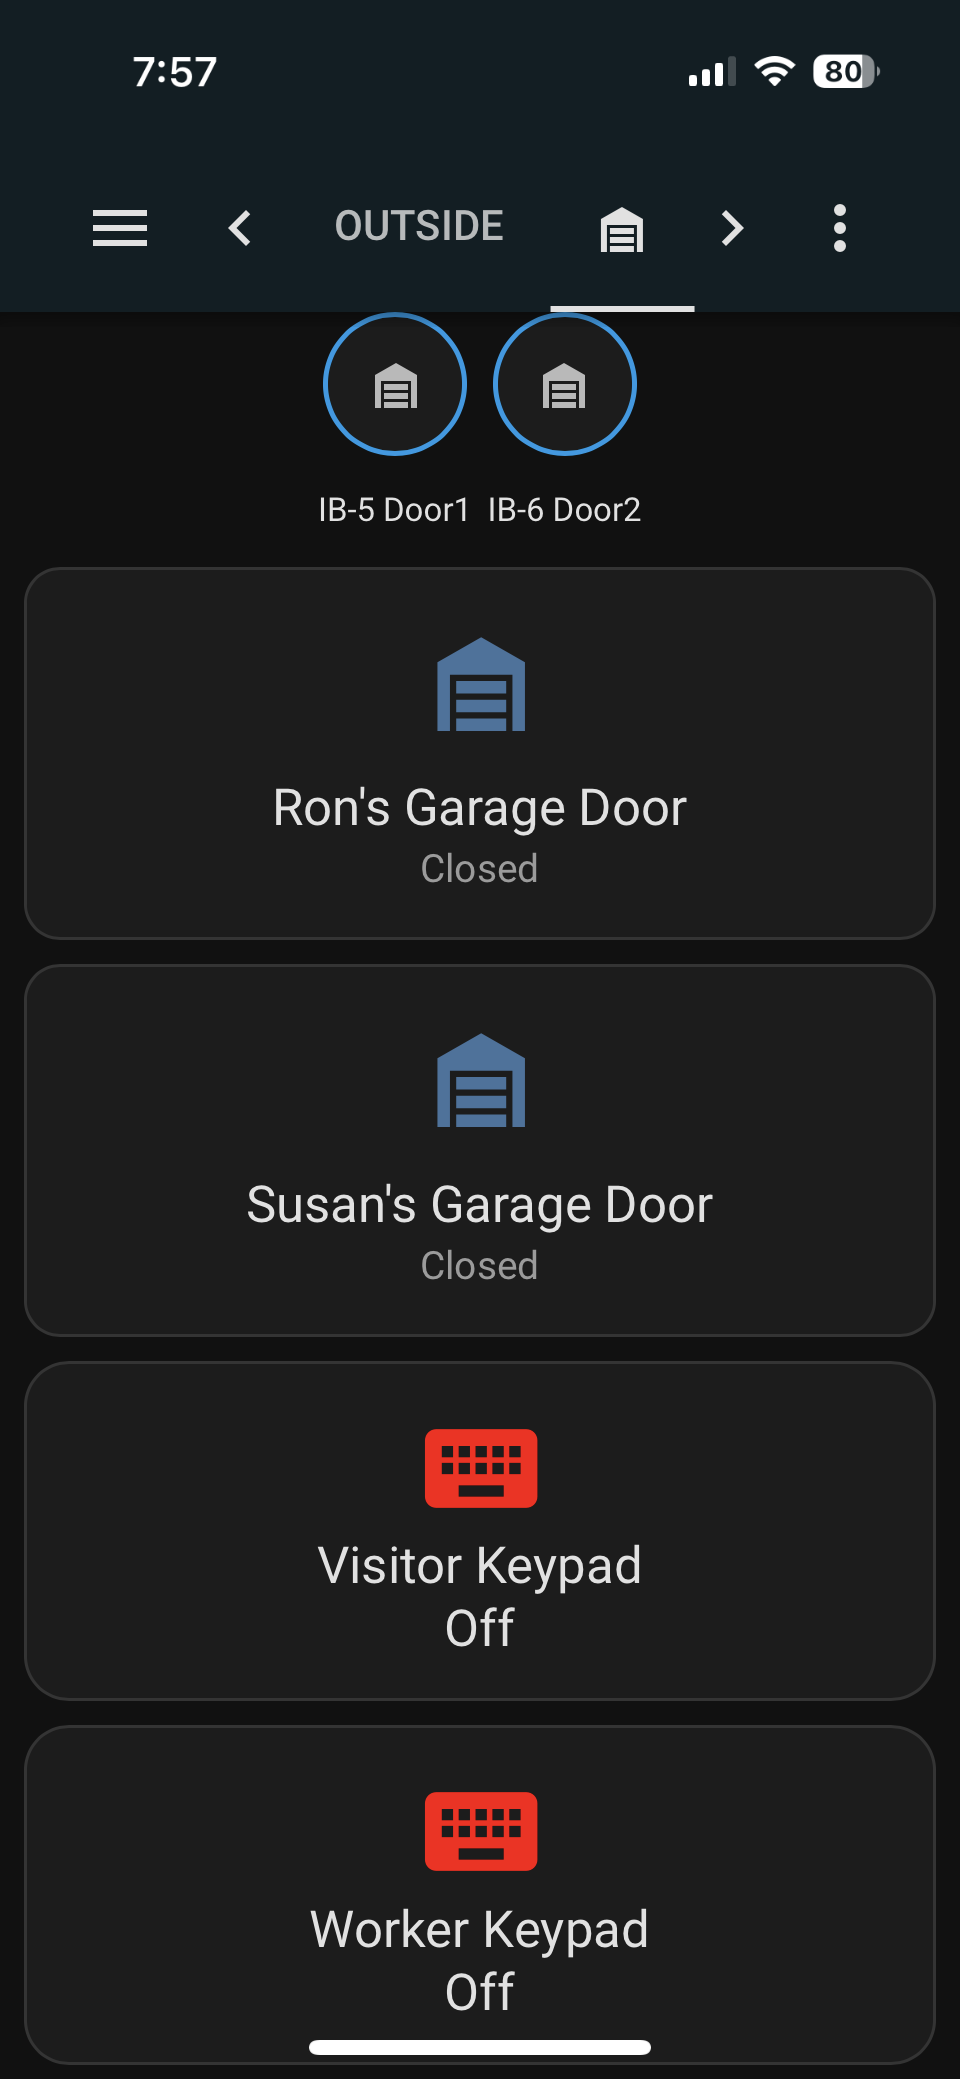 7:57
80
OUTSIDE
IB-5 Door1 IB-6 Door2
Ron's Garage Door
Closed
Susan's Garage Door
Closed
Visitor Keypad
Off
Worker Keypad
Off